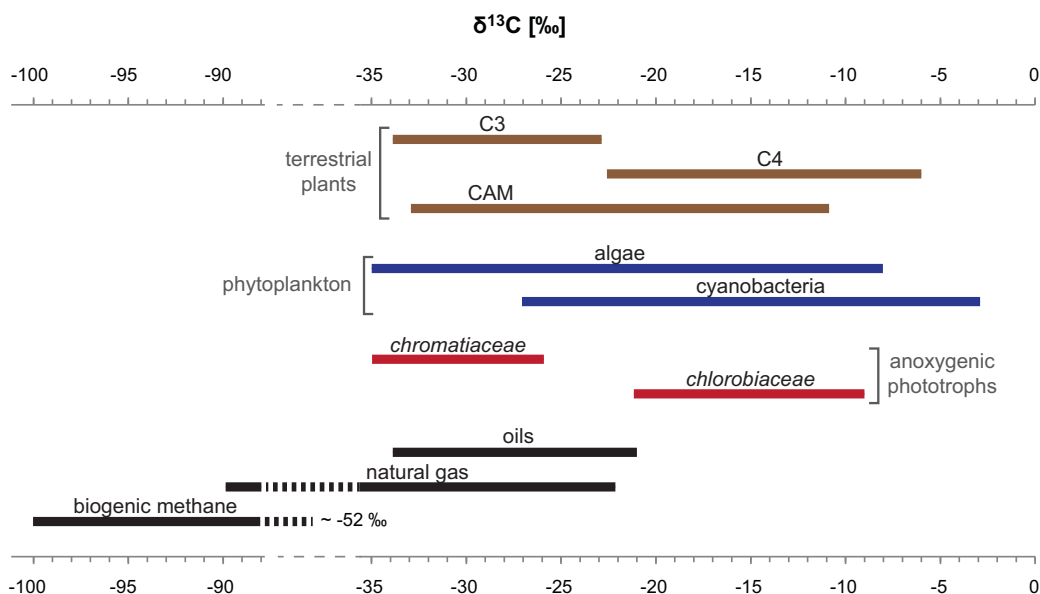 δ¹³C [‰]
-100 -95 -90 -35 -30 -25 -20 -15 -10 -5 0
C3
terrestrial
plants
C4
CAM
algae
phytoplankton
cyanobacteria
chromatiaceae
anoxygenic
phototrophs
chlorobiaceae
oils
natural gas
biogenic methane
~ -52 ‰
-100 -95 -90 -35 -30 -25 -20 -15 -10 -5 0